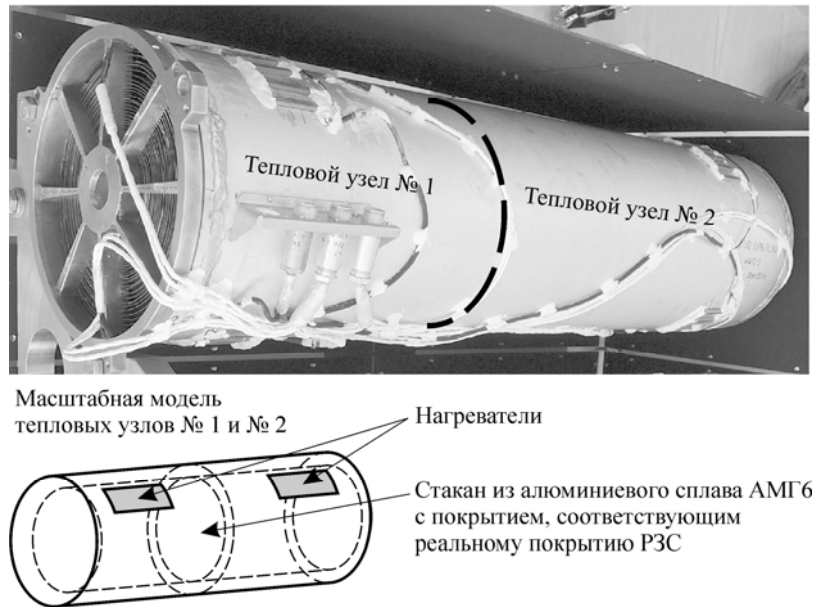 Тепловой узел № 1
Тепловой узел № 2
Масштабная модель
тепловых узлов № 1 и № 2
Нагреватели
Стакан из алюминиевого сплава АМГ6
с покрытием, соответствующим
реальному покрытию РЗС